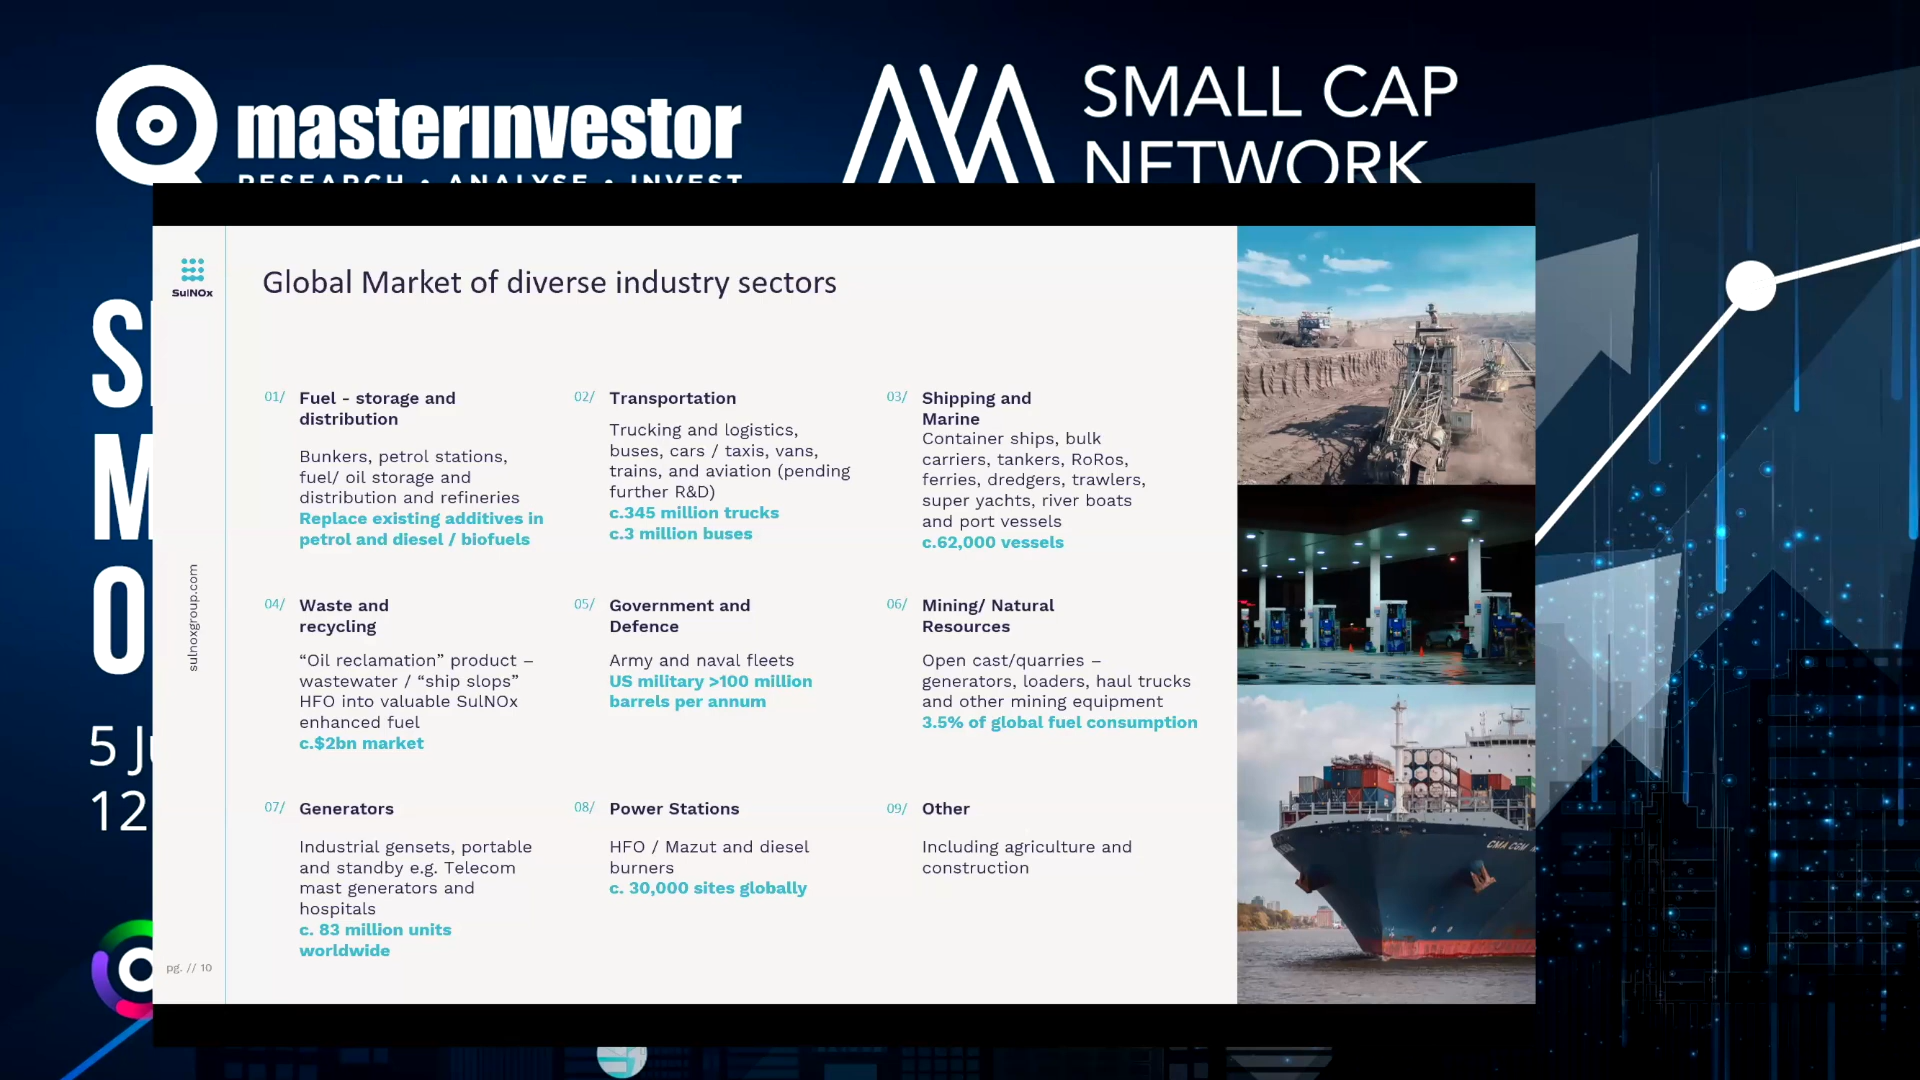 masterınvestor
RESEARCH • ANALYSE • INVEST
SMALL CAP
NETWORK
S
M
O
5 Ju
12
SulNOx
sulnoxgroup.com
pg. // 10
Global Market of diverse industry sectors
01/ Fuel - storage and
distribution
Bunkers, petrol stations,
fuel/ oil storage and
distribution and refineries
Replace existing additives in
petrol and diesel / biofuels
02/ Transportation
Trucking and logistics,
buses, cars / taxis, vans,
trains, and aviation (pending
further R&D)
c.345 million trucks
c.3 million buses
03/ Shipping and
Marine
Container ships, bulk
carriers, tankers, RoRos,
ferries, dredgers, trawlers,
super yachts, river boats
and port vessels
c.62,000 vessels
04/ Waste and
recycling
“Oil reclamation” product –
wastewater / “ship slops”
HFO into valuable SulNOx
enhanced fuel
c.$2bn market
05/ Government and
Defence
Army and naval fleets
US military >100 million
barrels per annum
06/ Mining/ Natural
Resources
Open cast/quarries –
generators, loaders, haul trucks
and other mining equipment
3.5% of global fuel consumption
07/ Generators
Industrial gensets, portable
and standby e.g. Telecom
mast generators and
hospitals
c. 83 million units
worldwide
08/ Power Stations
HFO / Mazut and diesel
burners
c. 30,000 sites globally
09/ Other
Including agriculture and
construction
CMA CGM